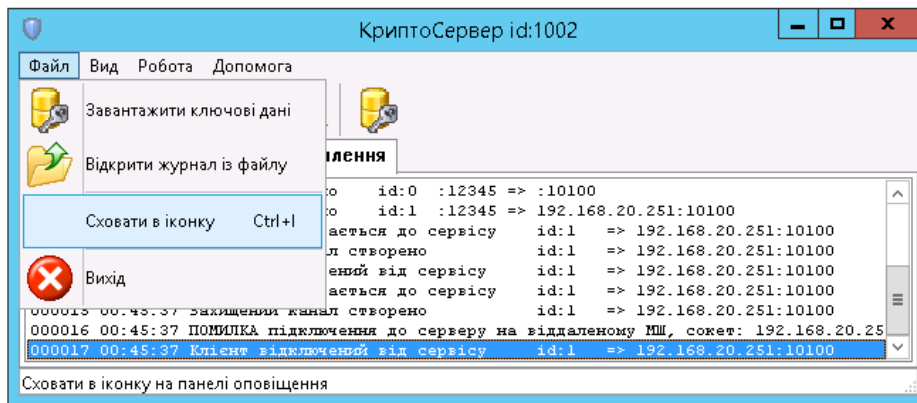 КриптоСервер id:1002
Файл Вид Робота Допомога
Завантажити ключові дані
Відкрити журнал із файлу
Сховати в іконку Ctrl+I
Вихід
id:0 :12345 => :10100
id:1 :12345 => 192.168.20.251:10100
до сервісу id:1 => 192.168.20.251:10100
створено id:1 => 192.168.20.251:10100
від сервісу id:1 => 192.168.20.251:10100
до сервісу id:1 => 192.168.20.251:10100
000015 00:45:37 Захищений канал створено id:1 => 192.168.20.251:10100
000016 00:45:37 ПОМИЛКА підключення до серверу на віддаленому МШ, сокет: 192.168.20.25
000017 00:45:37 Клієнт відключений від сервісу id:1 => 192.168.20.251:10100
Сховати в іконку на панелі оповіщення